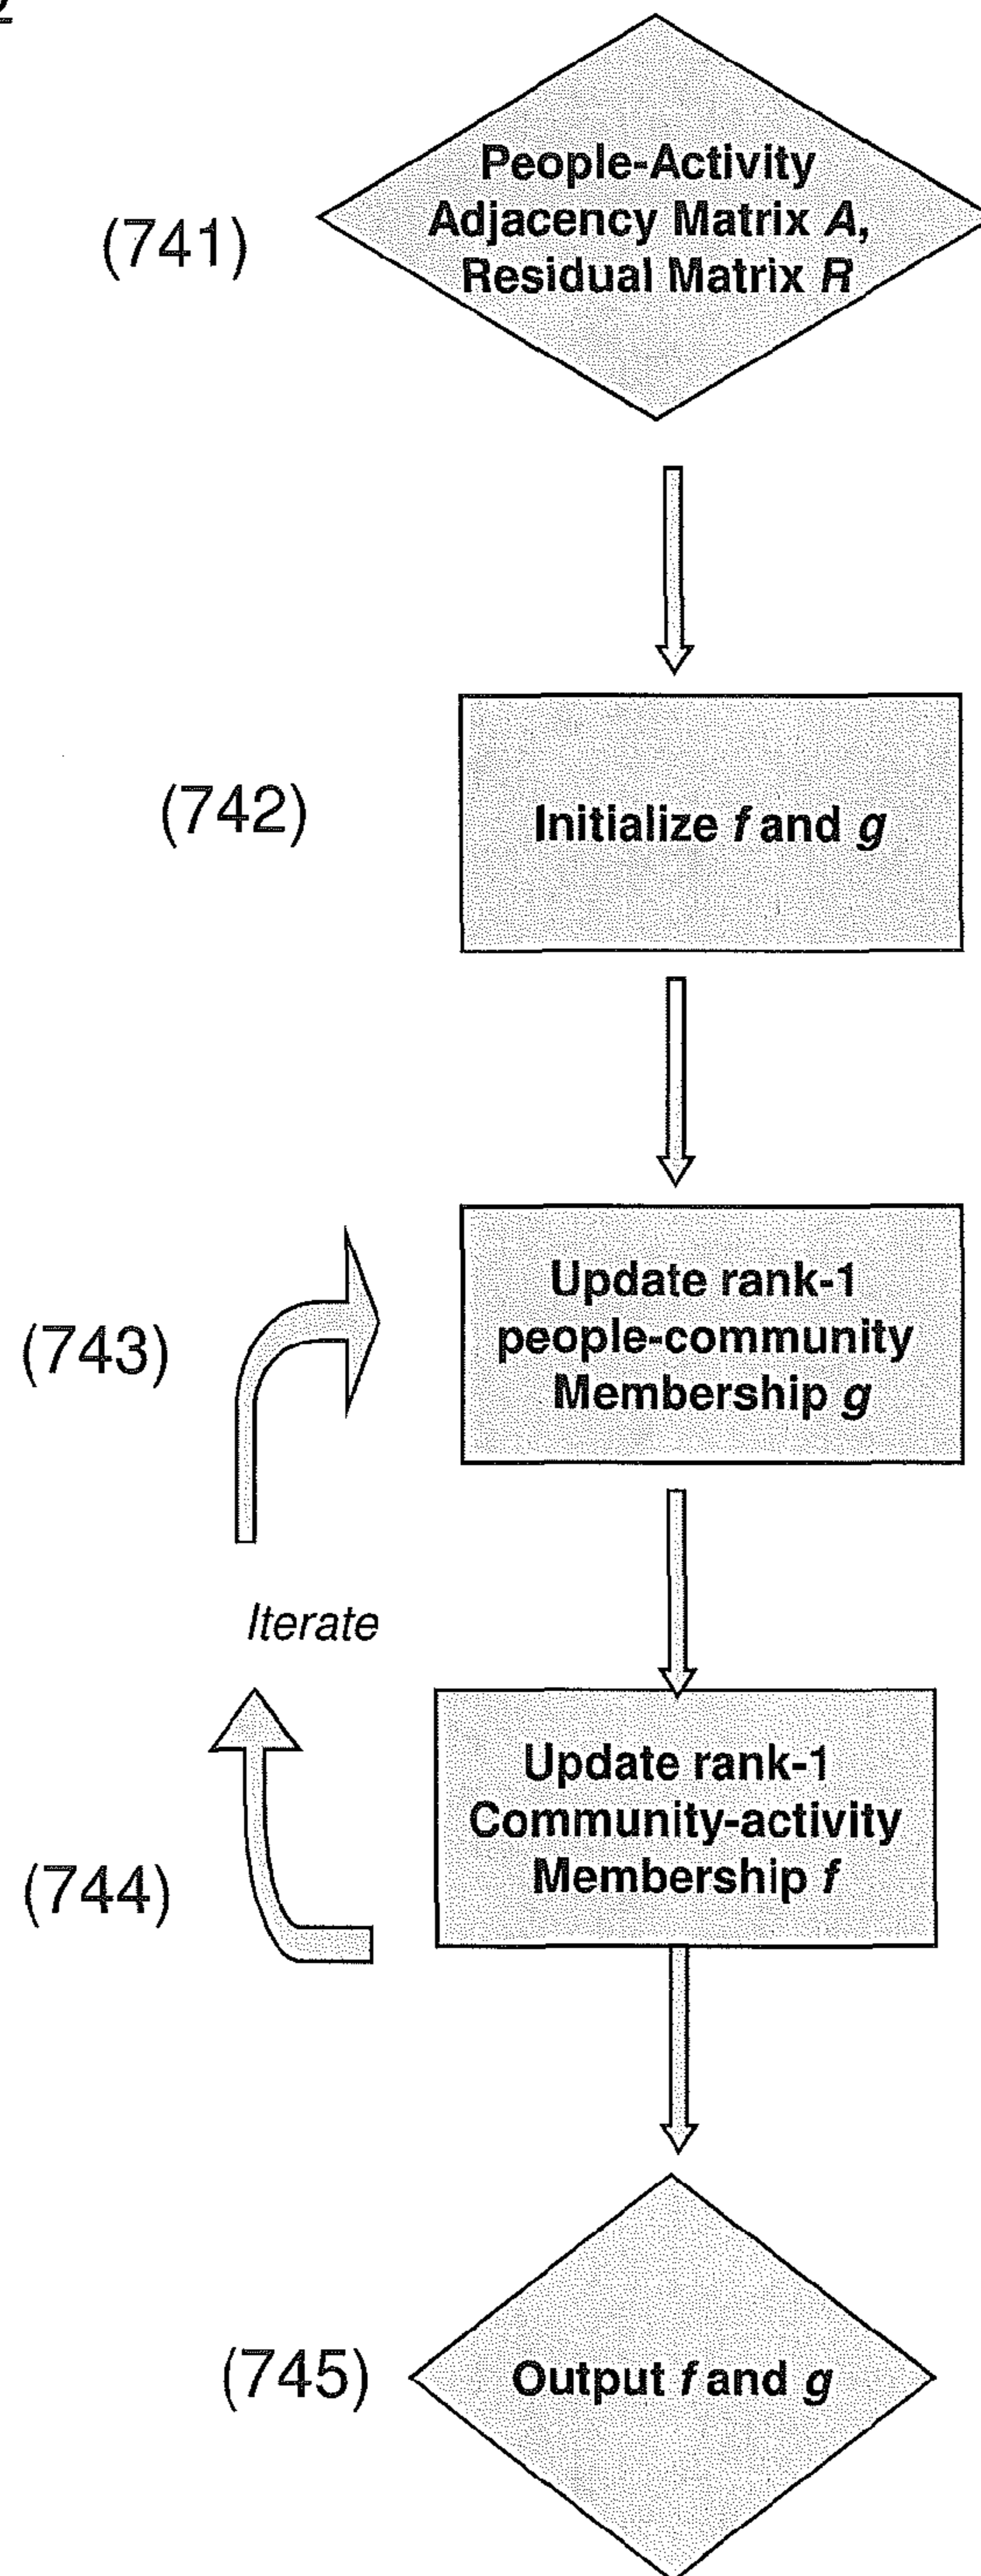 (741)
People-Activity
Adjacency Matrix A,
Residual Matrix R
(742)
Initialize f and g
(743)
Update rank-1
people-community
Membership g
Iterate
(744)
Update rank-1
Community-activity
Membership f
(745)
Output f and g